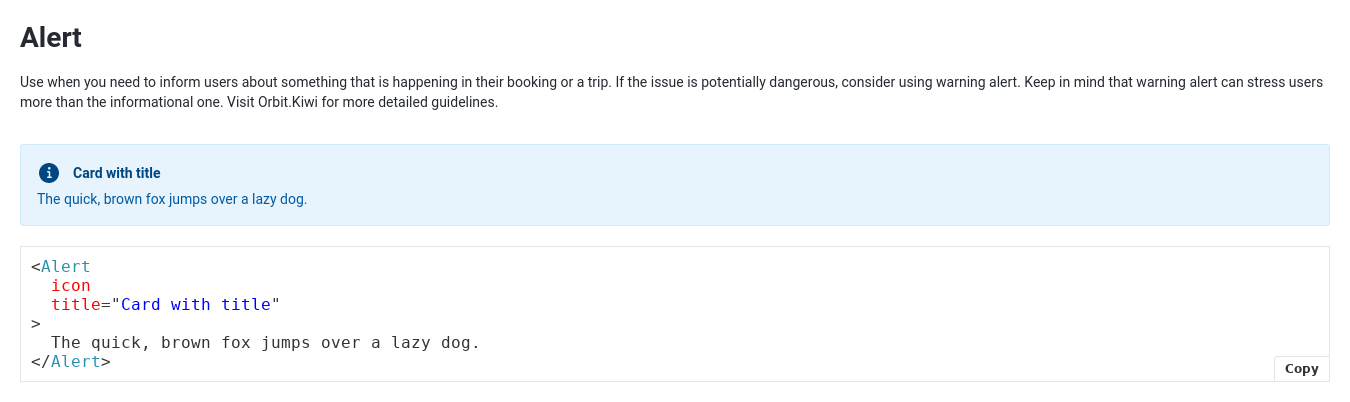 Alert
Use when you need to inform users about something that is happening in their booking or a trip. If the issue is potentially dangerous, consider using warning alert. Keep in mind that warning alert can stress users
more than the informational one. Visit Orbit.Kiwi for more detailed guidelines.
Card with title
The quick, brown fox jumps over a lazy dog.
<Alert
  icon
  title="Card with title"
>
  The quick, brown fox jumps over a lazy dog.
</Alert>
Copy